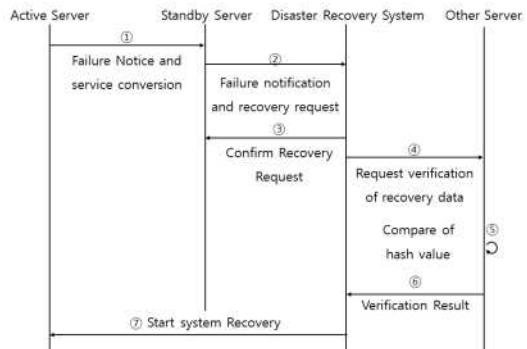 Active Server Standby Server Disaster Recovery System Other Server
①
Failure Notice and
service conversion
②
Failure notification
and recovery request
③
Confirm Recovery
Request
④
Request verification
of recovery data
Compare of
hash value
⑤
⑥
Verification Result
⑦ Start system Recovery